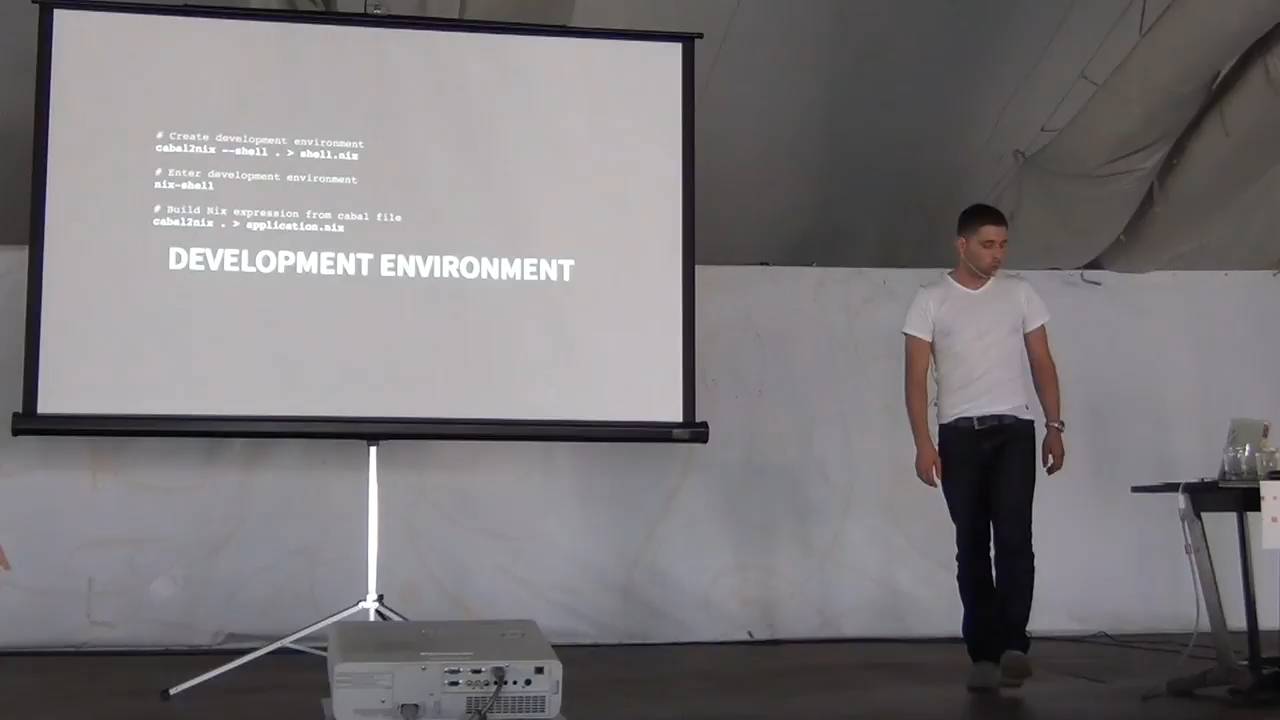 # Create development environment
cabal2nix --shell . > shell.nix
# Enter development environment
nix-shell
# Build Nix expression from cabal file
cabal2nix . > application.nix
DEVELOPMENT ENVIRONMENT